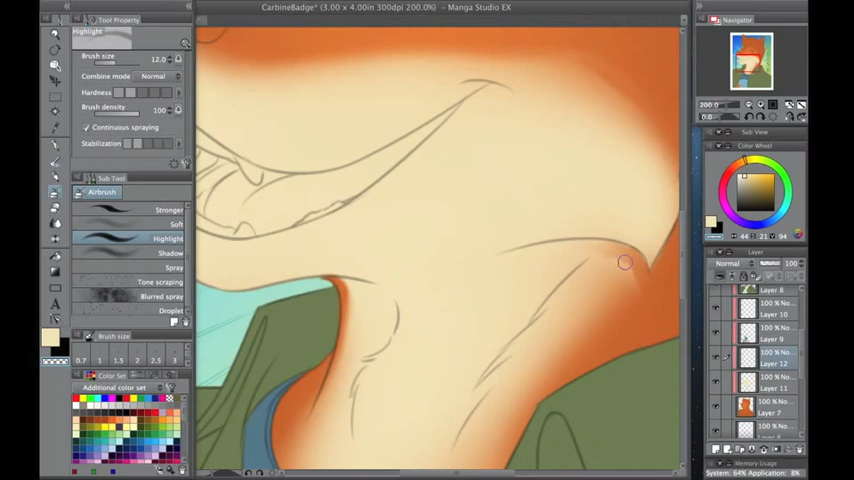 CarbineBadge* (3.00 x 4.00in 300dpi 200.0%) - Manga Studio EX
Tool Property
Highlight
Brush size 12.0
Combine mode Normal
Hardness
Brush density 100
Continuous spraying
Stabilization
Sub Tool
Airbrush
Stronger
Soft
Highlight
Shadow
Spray
Tone scraping
Blurred spray
Droplet
Brush size
0.7 1 1.5 2 2.5 3
Color Set
Additional color set
Navigator
200.0
0.0
Sub View
Color Wheel
H 44 S 21 V 94
Layer
Normal 100
Layer 8
100 % No...
Layer 10
100 % No...
Layer 9
100 % No...
Layer 12
100 % No...
Layer 11
100 % No...
Layer 7
100 % No...
Memory Usage
System: 64% Application: 8%